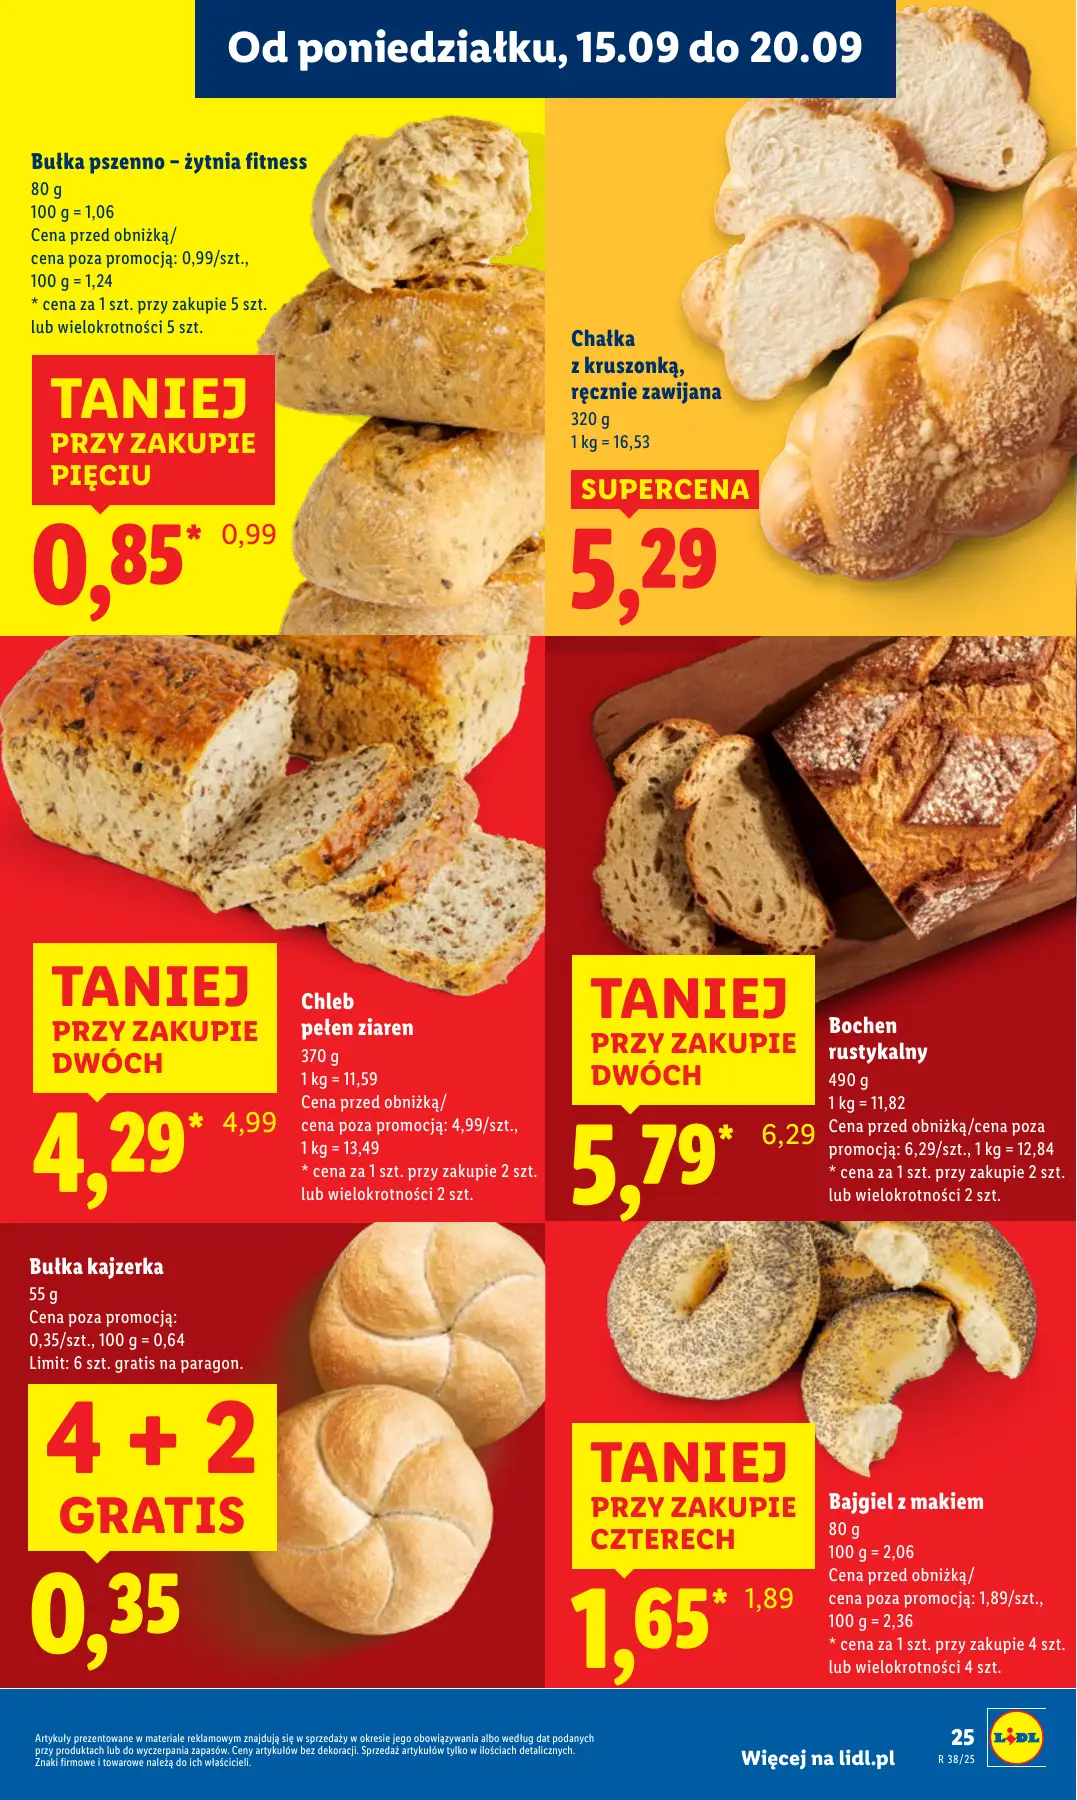 Od poniedziałku, 15.09 do 20.09
Bułka pszenno – żytnia fitness
80 g
100 g = 1,06
Cena przed obniżką/
cena poza promocją: 0,99/szt.,
100 g = 1,24
* cena za 1 szt. przy zakupie 5 szt.
lub wielokrotności 5 szt.
TANIEJ
PRZY ZAKUPIE
PIĘCIU
0,85* 0,99
Chałka
z kruszonką,
ręcznie zawijana
320 g
1 kg = 16,53
SUPERCENA
5,29
TANIEJ
PRZY ZAKUPIE
DWÓCH
4,29* 4,99
Chleb
pełen ziaren
370 g
1 kg = 11,59
Cena przed obniżką/
cena poza promocją: 4,99/szt.,
1 kg = 13,49
* cena za 1 szt. przy zakupie 2 szt.
lub wielokrotności 2 szt.
TANIEJ
PRZY ZAKUPIE
DWÓCH
5,79* 6,29
Bochen
rustykalny
490 g
1 kg = 11,82
Cena przed obniżką/cena poza
promocją: 6,29/szt., 1 kg = 12,84
* cena za 1 szt. przy zakupie 2 szt.
lub wielokrotności 2 szt.
Bułka kajzerka
55 g
Cena poza promocją:
0,35/szt., 100 g = 0,64
Limit: 6 szt. gratis na paragon.
4 + 2
GRATIS
0,35
TANIEJ
PRZY ZAKUPIE
CZTERECH
1,65* 1,89
Bajgiel z makiem
80 g
100 g = 2,06
Cena przed obniżką/
cena poza promocją: 1,89/szt.,
100 g = 2,36
* cena za 1 szt. przy zakupie 4 szt.
lub wielokrotności 4 szt.
Artykuły prezentowane w materiale reklamowym znajdują się w sprzedaży w okresie jego obowiązywania albo według dat podanych
przy produktach lub do wyczerpania zapasów. Ceny artykułów bez dekoracji. Sprzedaż artykułów tylko w ilościach detalicznych.
Znaki firmowe i towarowe należą do ich właścicieli.
Więcej na lidl.pl
25
R 38/25
LIDL